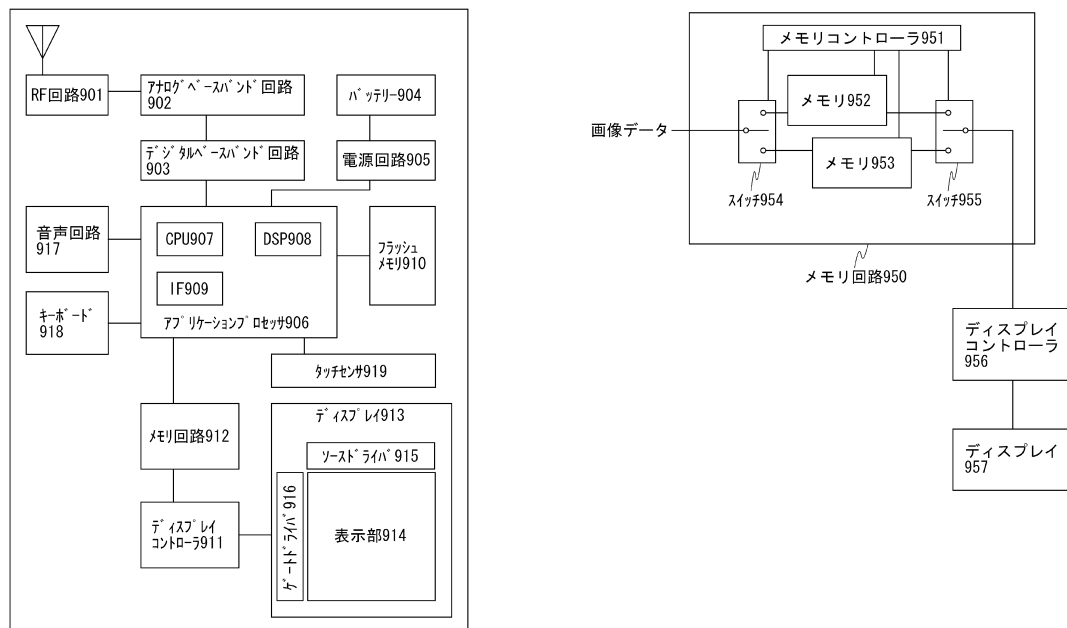 RF回路901
アナログベースバンド回路
902
バッテリー904
デジタルベースバンド回路
903
電源回路905
音声回路
917
CPU907
DSP908
フラッシュ
メモリ910
IF909
キーボード
918
アプリケーションプロセッサ906
タッチセンサ919
メモリ回路912
ディスプレイ913
ソースドライバ915
ゲートドライバ916
表示部914
ディスプレイ
コントローラ911
メモリコントローラ951
メモリ952
画像データ
メモリ953
スイッチ954
スイッチ955
メモリ回路950
ディスプレイ
コントローラ
956
ディスプレイ
957